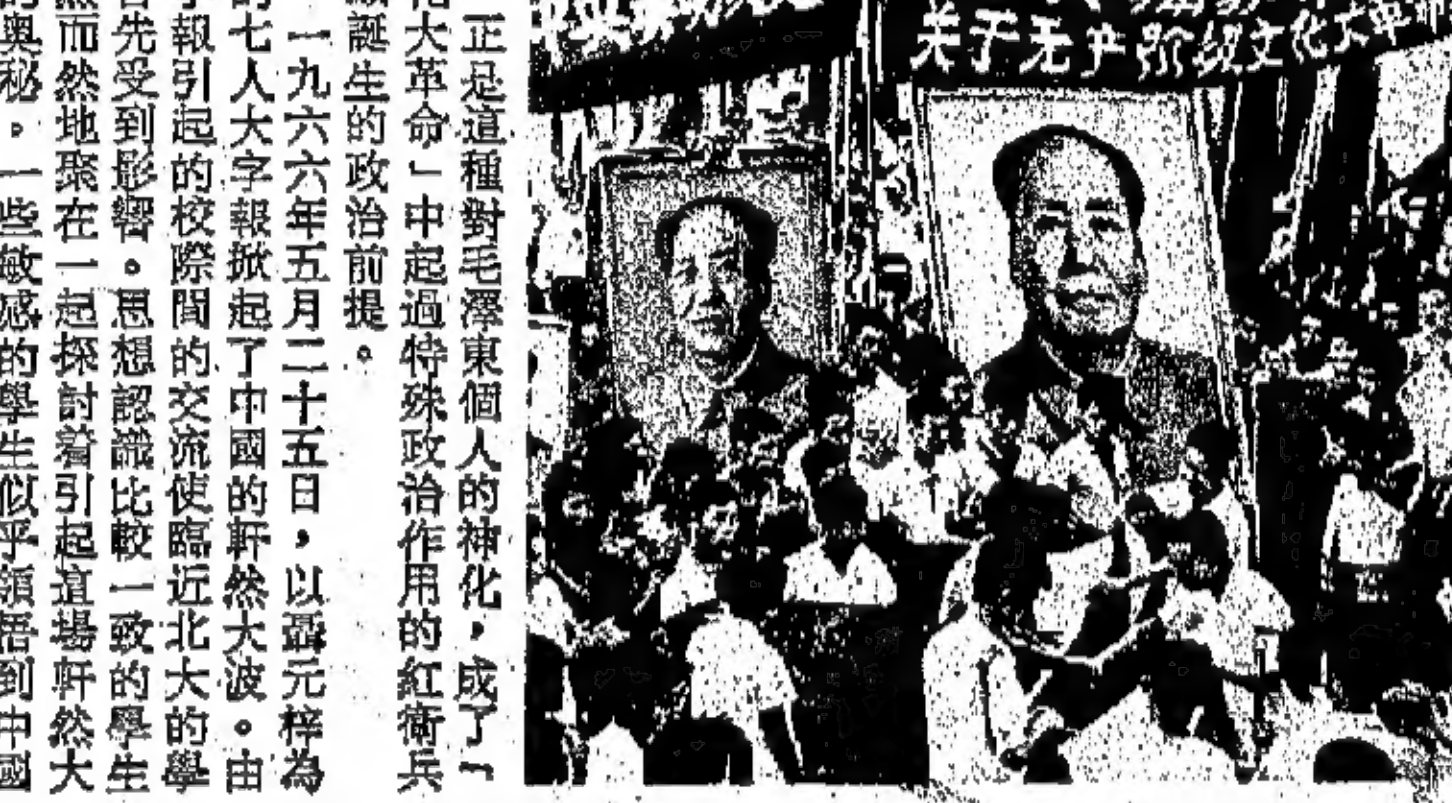 关于无产阶级文化大革
正是這種對毛澤東個人的神化，成了「
大革命」中起過特殊政治作用的紅衛兵
誕生的政治前提。
一九六六年五月二十五日，以聶元梓為
七人大字報掀起了中國的軒然大波。由
報引起的校際間的交流使臨近北大的學
先受到影響。思想認識比較一致的學生
而然地聚在一起探討着引起這場軒然大
奧秘。一些敏感的學生似乎領悟到中國